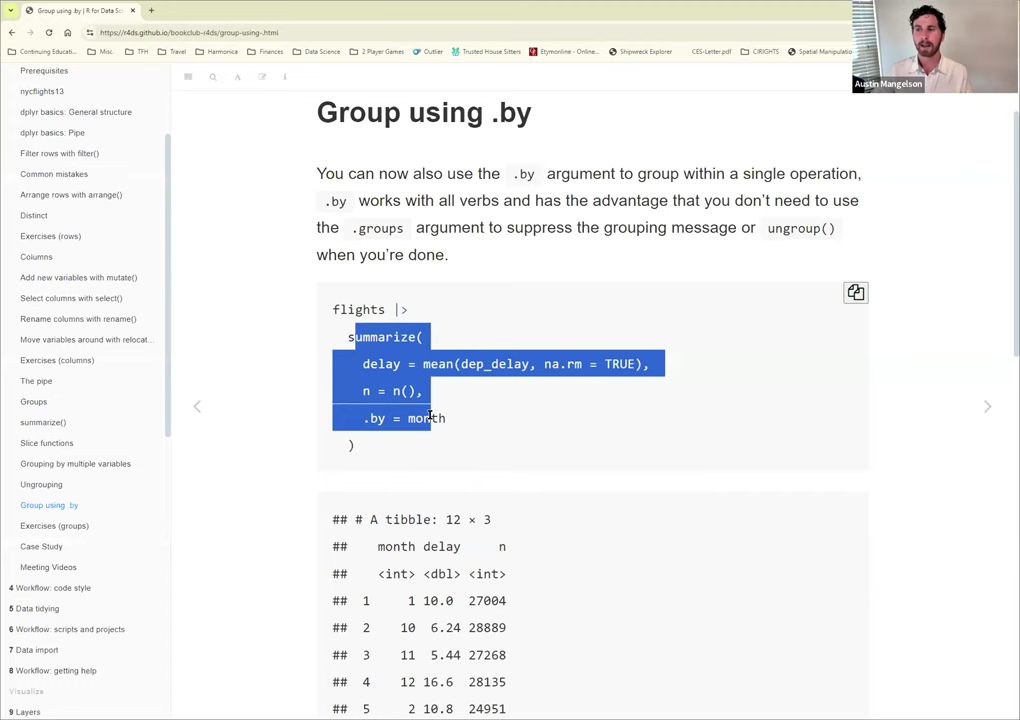 Group using .by | R for Data Sci
https://r4ds.github.io/bookclub-r4ds/group-using-.html
Continuing Educati...
Misc.
TFH
Travel
Harmonica
Finances
Data Science
2 Player Games
Outlier
Trusted House Sitters
Etymonline - Online...
Shipwreck Explorer
CES-Letter.pdf
CIRIGHTS
Spatial Manipulatio
Austin Mangelson
Prerequisites
nycflights13
dplyr basics: General structure
dplyr basics: Pipe
Filter rows with filter()
Common mistakes
Arrange rows with arrange()
Distinct
Exercises (rows)
Columns
Add new variables with mutate()
Select columns with select()
Rename columns with rename()
Move variables around with relocat...
Exercises (columns)
The pipe
Groups
summarize()
Slice functions
Grouping by multiple variables
Ungrouping
Group using .by
Exercises (groups)
Case Study
Meeting Videos
4 Workflow: code style
5 Data tidying
6 Workflow: scripts and projects
7 Data import
8 Workflow: getting help
Visualize
9 Layers
Group using .by
You can now also use the .by argument to group within a single operation,
.by works with all verbs and has the advantage that you don't need to use
the .groups argument to suppress the grouping message or ungroup()
when you're done.
flights |>
summarize(
delay = mean(dep_delay, na.rm = TRUE),
n = n(),
.by = month
)
## # A tibble: 12 × 3
## month delay n
## <int> <dbl> <int>
## 1 1 10.0 27004
## 2 10 6.24 28889
## 3 11 5.44 27268
## 4 12 16.6 28135
## 5 2 10.8 24951